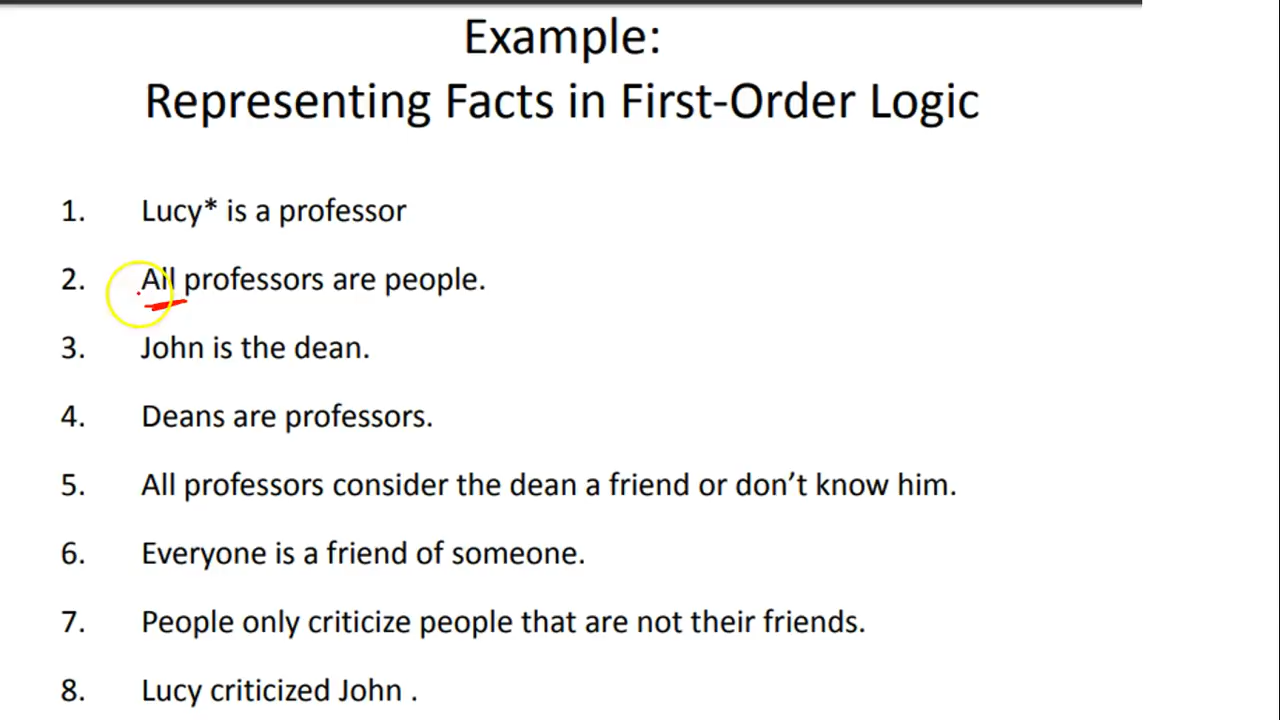 Example:
Representing Facts in First-Order Logic
1. Lucy* is a professor
2. All professors are people.
3. John is the dean.
4. Deans are professors.
5. All professors consider the dean a friend or don’t know him.
6. Everyone is a friend of someone.
7. People only criticize people that are not their friends.
8. Lucy criticized John .